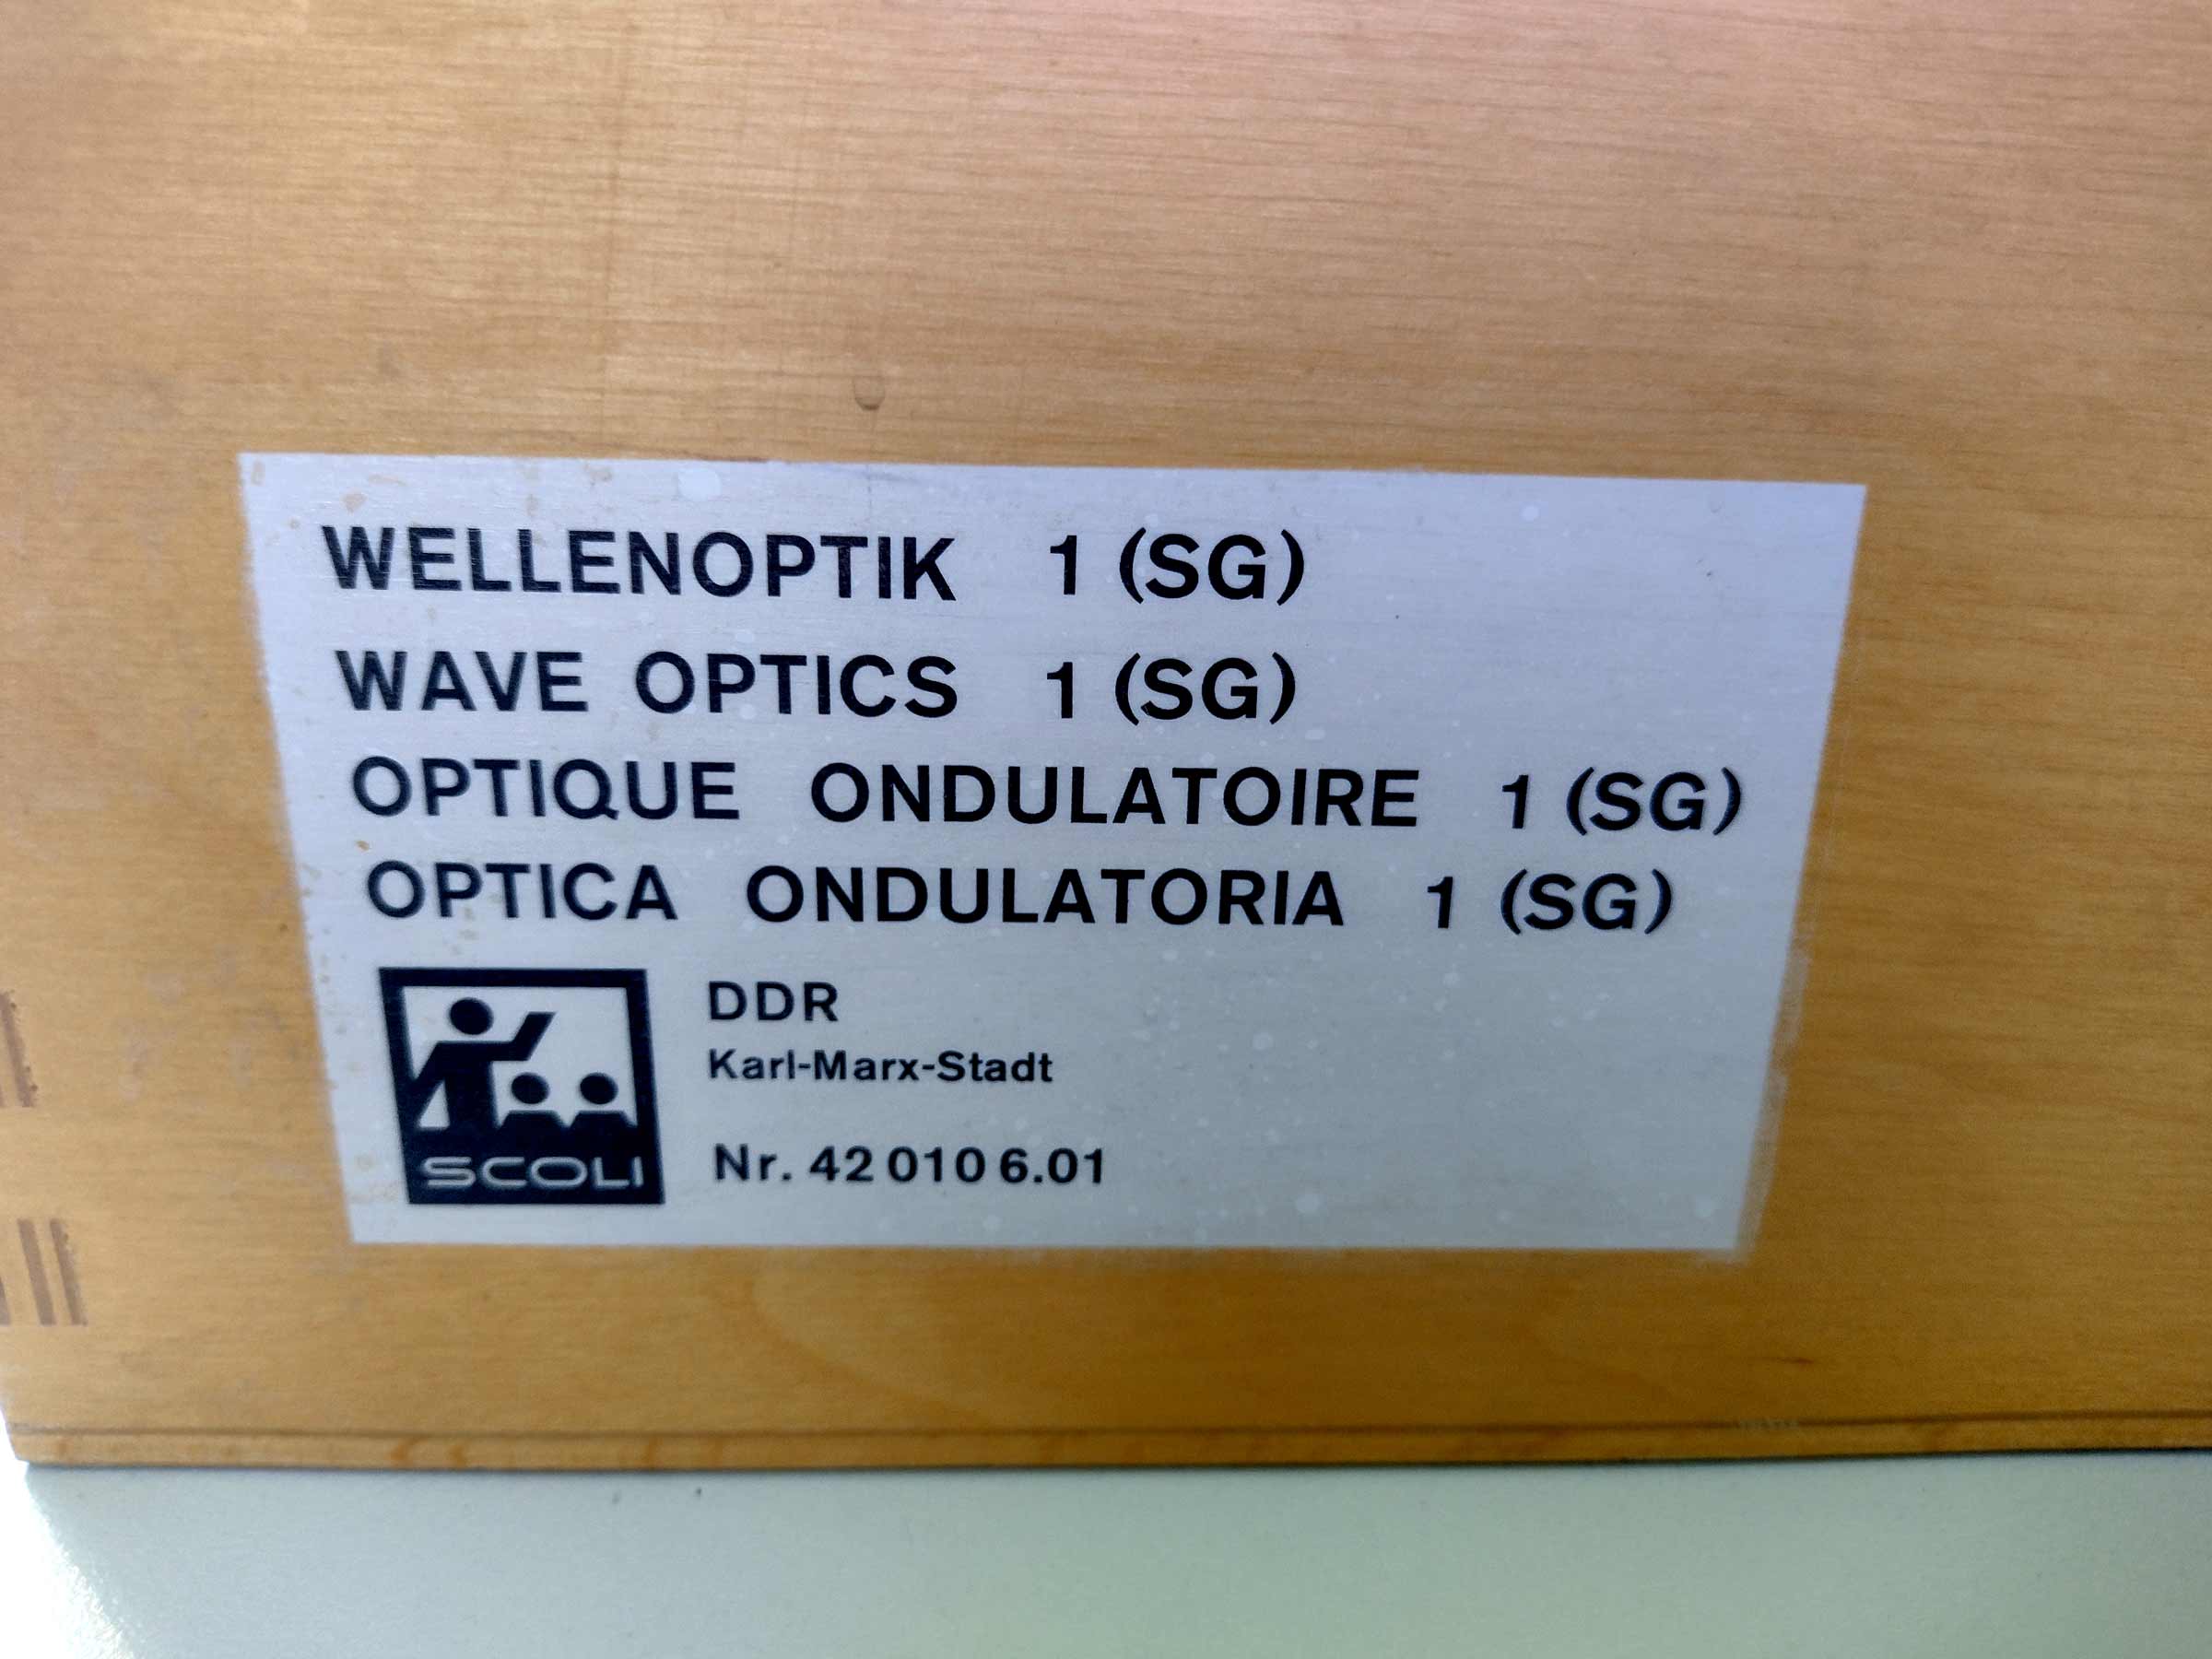 WELLENOPTIK 1 (SG)
WAVE OPTICS 1 (SG)
OPTIQUE ONDULATOIRE 1 (SG)
OPTICA ONDULATORIA 1 (SG)
DDR
Karl-Marx-Stadt
SCOLI
Nr. 42 010 6.01